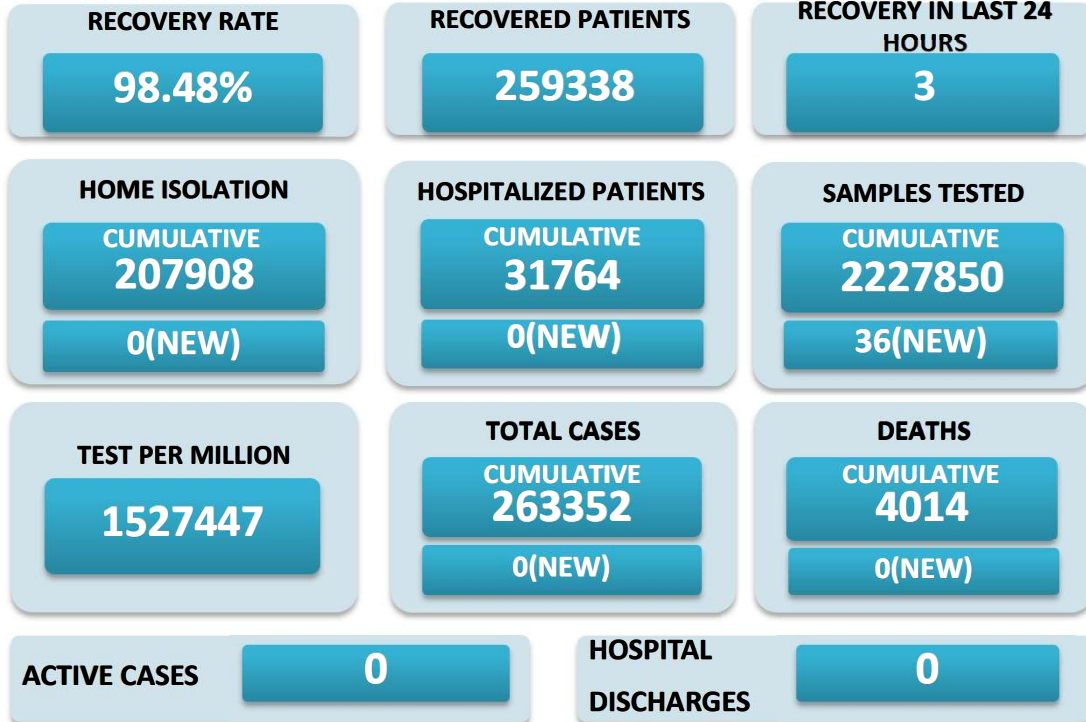 RECOVERY RATE
98.48%
RECOVERED PATIENTS
259338
RECOVERY IN LAST 24
HOURS
3
HOME ISOLATION
CUMULATIVE
207908
0(NEW)
HOSPITALIZED PATIENTS
CUMULATIVE
31764
0(NEW)
SAMPLES TESTED
CUMULATIVE
2227850
36(NEW)
TEST PER MILLION
1527447
TOTAL CASES
CUMULATIVE
263352
0(NEW)
DEATHS
CUMULATIVE
4014
0(NEW)
ACTIVE CASES
0
HOSPITAL
DISCHARGES
0